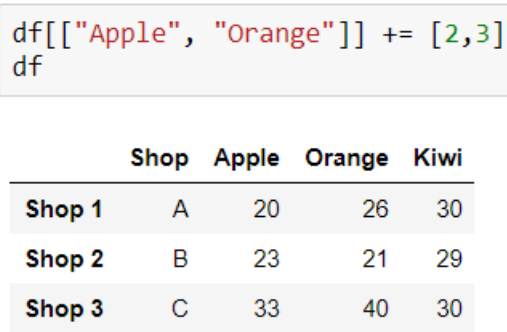 df[["Apple", "Orange"]] += [2,3]
df
Shop Apple Orange Kiwi
Shop 1 A 20 26 30
Shop 2 B 23 21 29
Shop 3 C 33 40 30